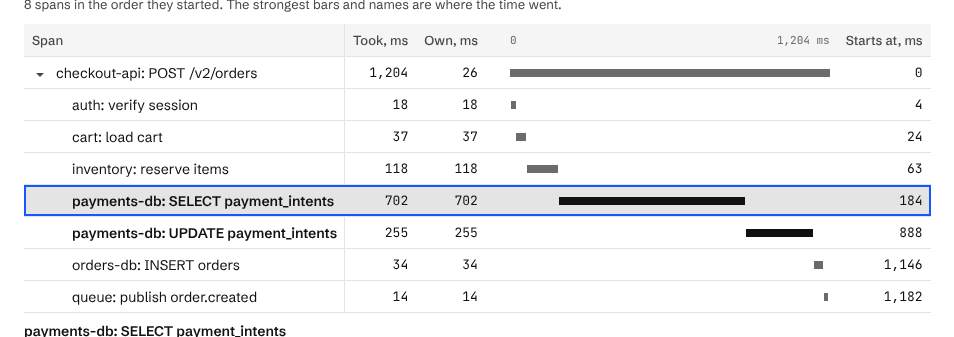 8 spans in the order they started. The strongest bars and names are where the time went.
Span Took, ms Own, ms 0 1,204 ms Starts at, ms
checkout-api: POST /v2/orders 1,204 26 0
auth: verify session 18 18 4
cart: load cart 37 37 24
inventory: reserve items 118 118 63
payments-db: SELECT payment_intents 702 702 184
payments-db: UPDATE payment_intents 255 255 888
orders-db: INSERT orders 34 34 1,146
queue: publish order.created 14 14 1,182
payments-db: SELECT payment_intents